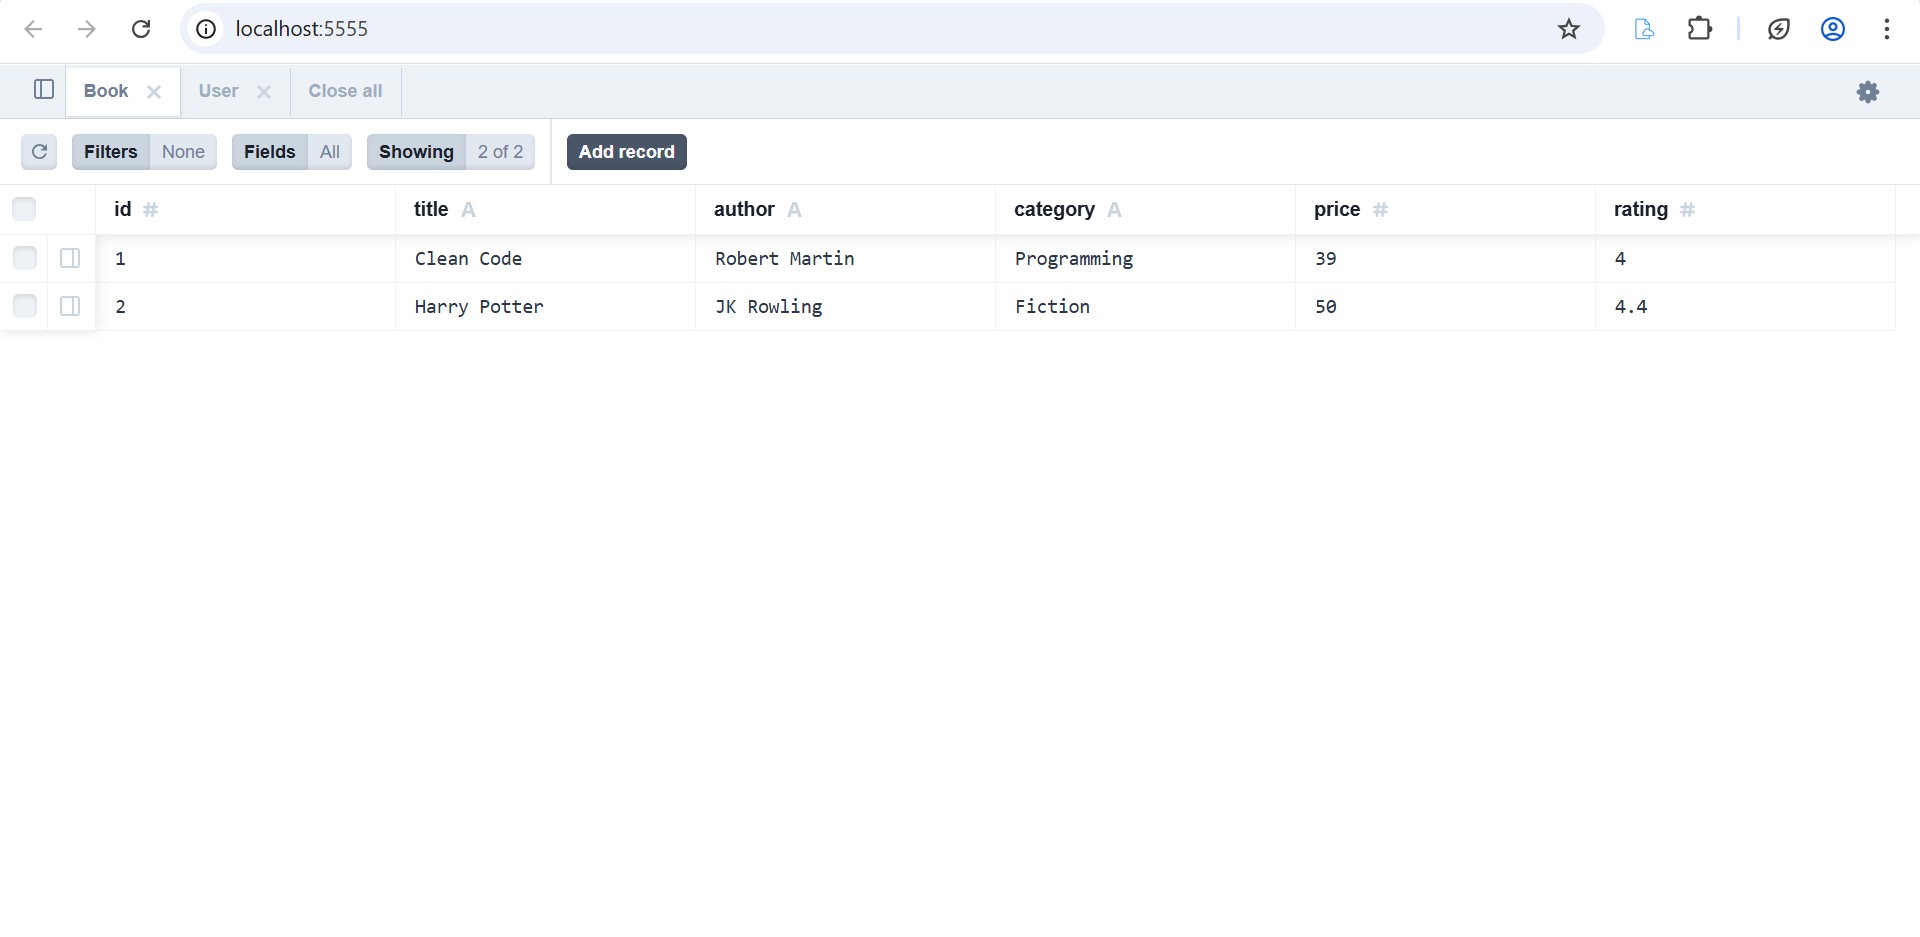 localhost:5555
Book User Close all
Filters None Fields All Showing 2 of 2 Add record
id # title A author A category A price # rating #
1 Clean Code Robert Martin Programming 39 4
2 Harry Potter JK Rowling Fiction 50 4.4